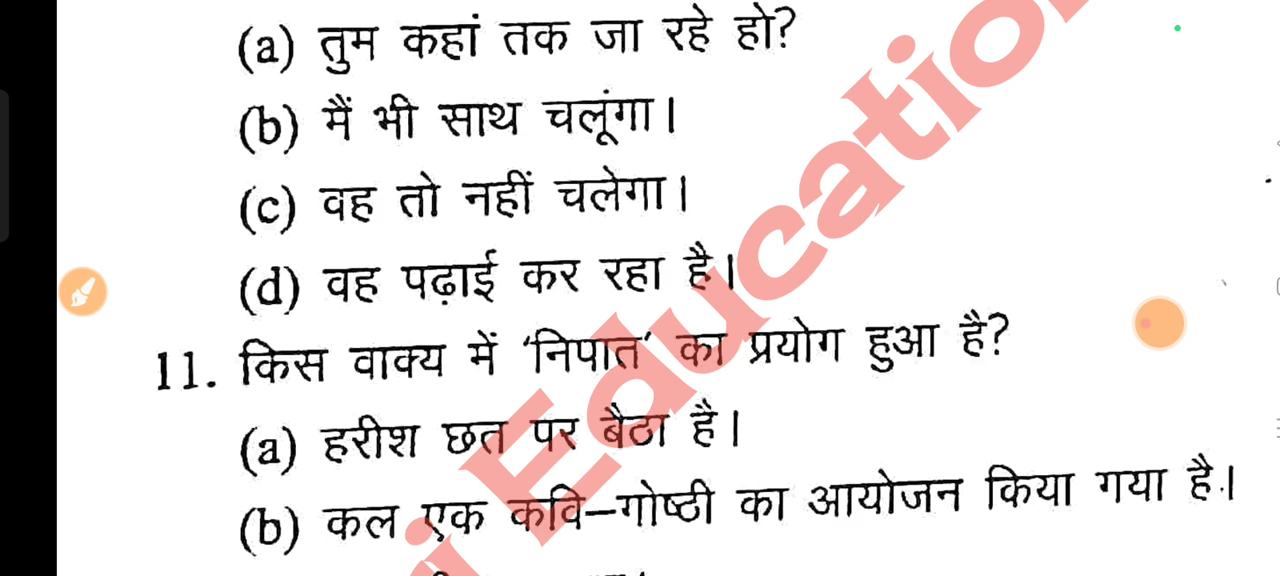 (a) तुम कहां तक जा रहे हो?
(b) मैं भी साथ चलूंगा।
(c) वह तो नहीं चलेगा।
(d) वह पढ़ाई कर रहा है।
11. किस वाक्य में ‘निपात’ का प्रयोग हुआ है?
(a) हरीश छत पर बैठा है।
(b) कल एक कवि–गोष्ठी का आयोजन किया गया है।
i Education